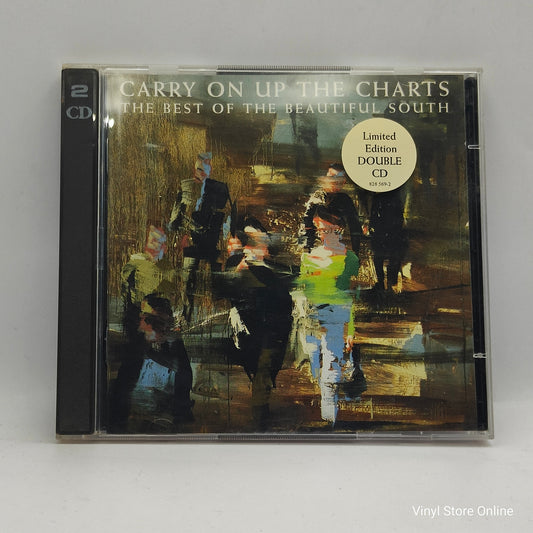 2
CD
CARRY ON UP THE CHARTS
THE BEST OF THE BEAUTIFUL SOUTH
Limited
Edition
DOUBLE
CD
828 569-2
Vinyl Store Online